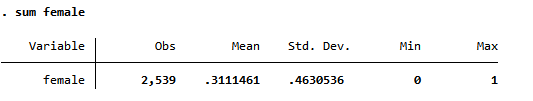 . sum female
Variable Obs Mean Std. Dev. Min Max
female 2,539 .3111461 .4630536 0 1